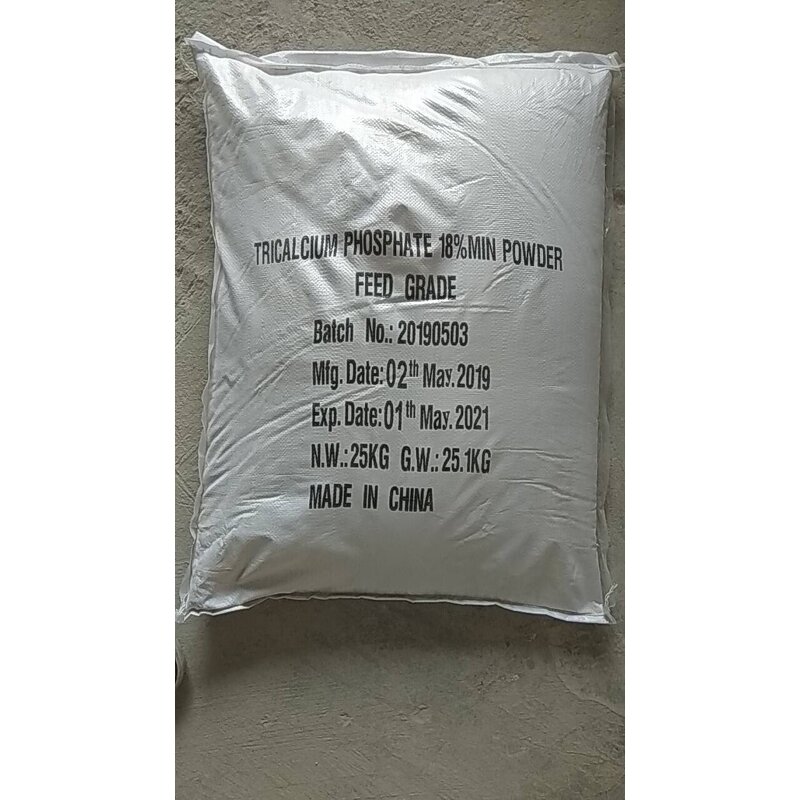 TRICALCIUM PHOSPHATE 18%MIN POWDER
FEED GRADE
Batch No.: 20190503
Mfg. Date: 02th May. 2019
Exp. Date: 01th May. 2021
N.W.: 25KG G.W.: 25.1KG
MADE IN CHINA